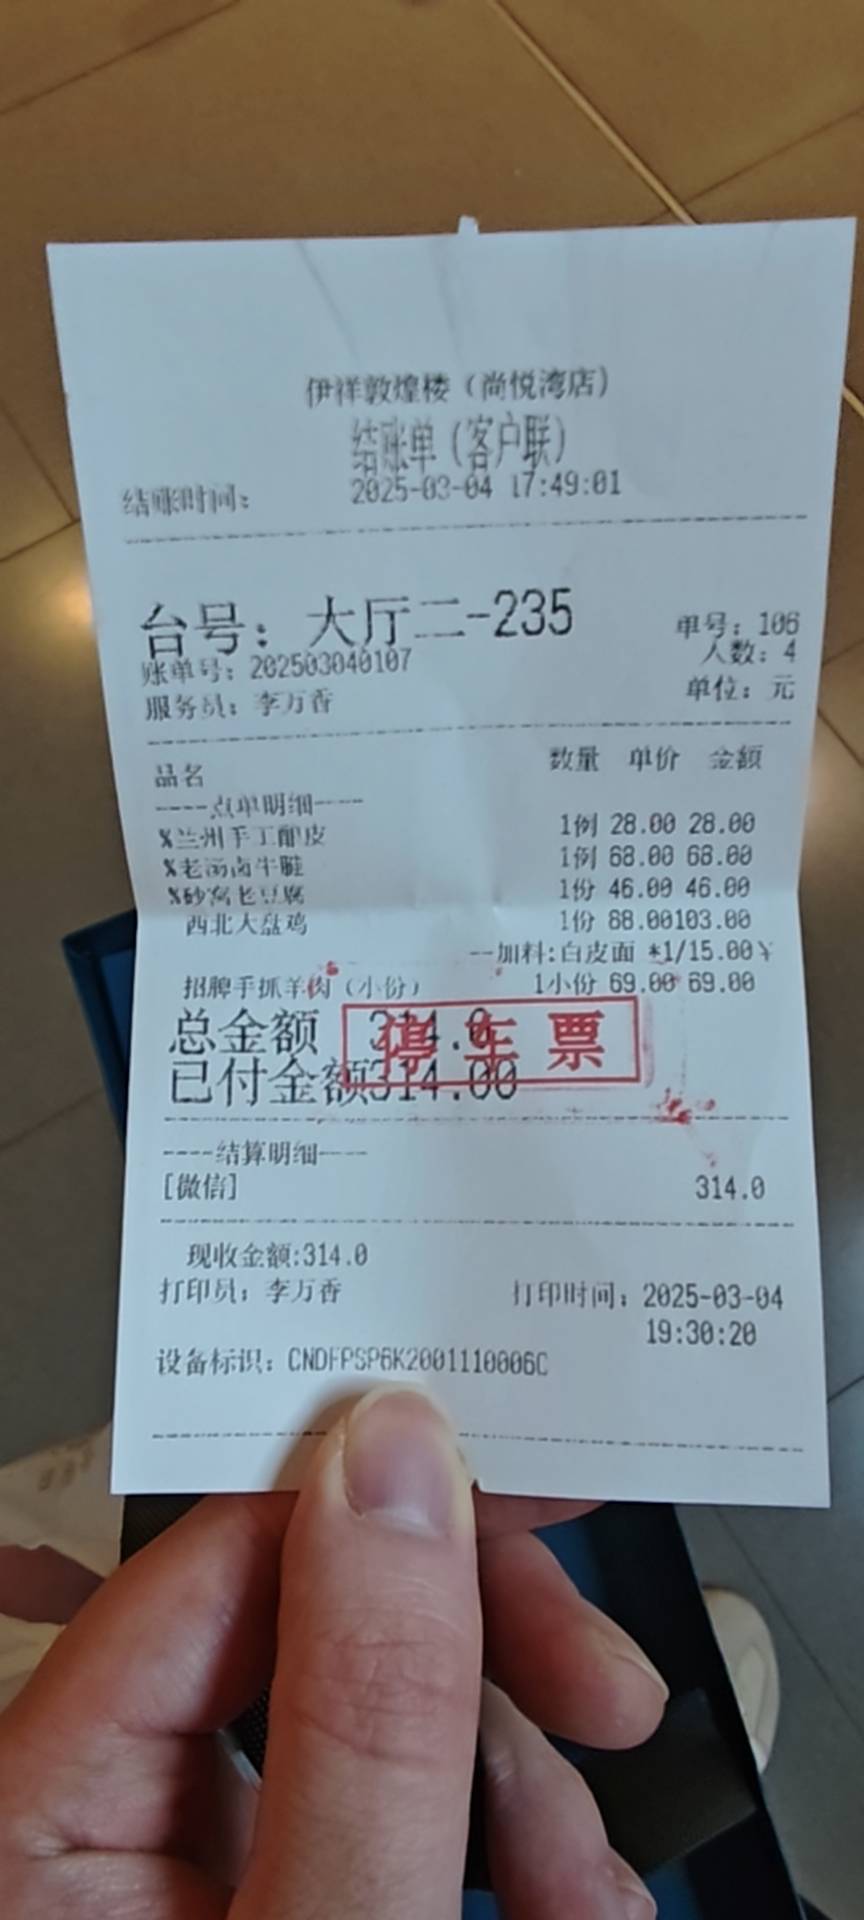 伊祥敦煌楼（尚悦湾店）
结账单（客户联）
结账时间： 2025-03-04 17:49:01
台号：大厅二-235
单号：106
账单号：202503040107
人数：4
服务员：李万香
单位：元
品名 数量 单价 金额
----点单明细----
%兰州手工酿皮 1例 28.00 28.00
%老汤卤牛腱 1例 68.00 68.00
%砂窝老豆腐 1份 46.00 46.00
西北大盘鸡 1份 88.00103.00
--加料:白皮面 *1/15.00¥
招牌手抓羊肉（小份） 1小份 69.00 69.00
总金额 314.0
停车票
已付金额314.00
----结算明细----
[微信] 314.0
现收金额:314.0
打印员：李万香 打印时间：2025-03-04
19:30:20
设备标识：CNDFPSP6K2001110006C